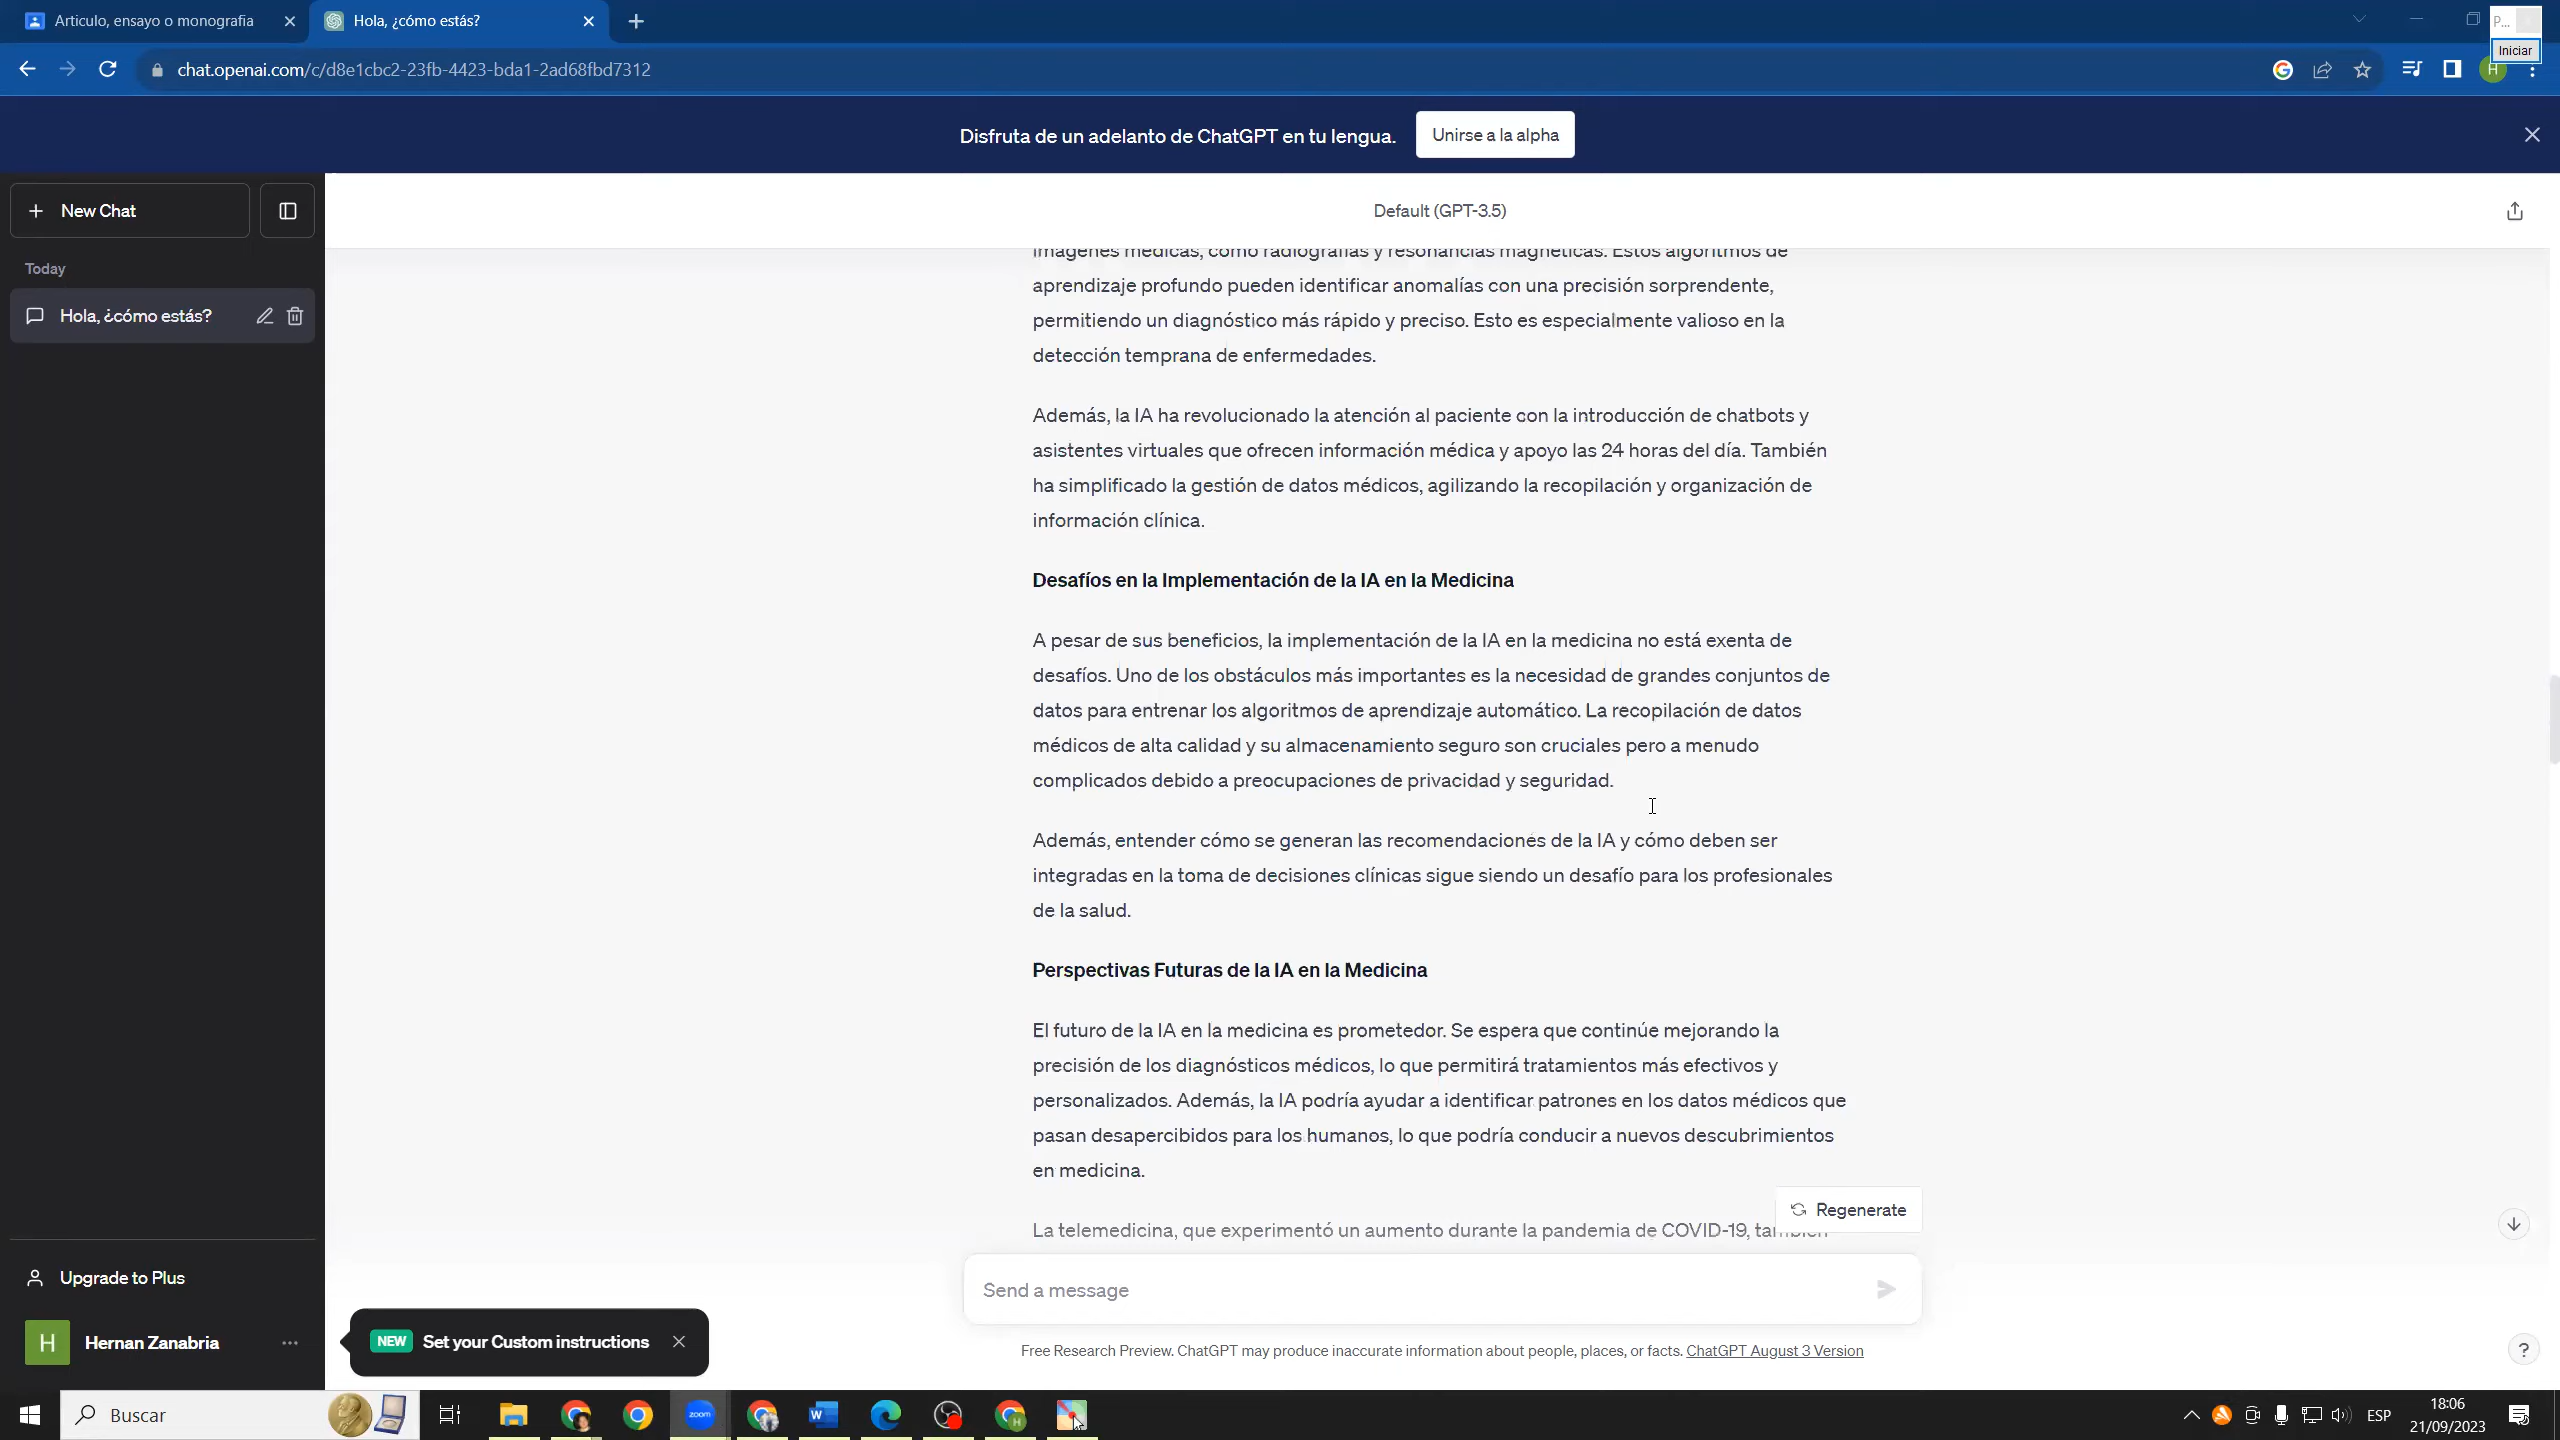 Articulo, ensayo o monografia
Hola, ¿cómo estás?
P...
Iniciar
chat.openai.com/c/d8e1cbc2-23fb-4423-bda1-2ad68fbd7312
H
Disfruta de un adelanto de ChatGPT en tu lengua.
Unirse a la alpha
New Chat
Default (GPT-3.5)
Today
Hola, ¿cómo estás?
imágenes médicas, como radiografías y resonancias magnéticas. Estos algoritmos de
aprendizaje profundo pueden identificar anomalías con una precisión sorprendente,
permitiendo un diagnóstico más rápido y preciso. Esto es especialmente valioso en la
detección temprana de enfermedades.
Además, la IA ha revolucionado la atención al paciente con la introducción de chatbots y
asistentes virtuales que ofrecen información médica y apoyo las 24 horas del día. También
ha simplificado la gestión de datos médicos, agilizando la recopilación y organización de
información clínica.
Desafíos en la Implementación de la IA en la Medicina
A pesar de sus beneficios, la implementación de la IA en la medicina no está exenta de
desafíos. Uno de los obstáculos más importantes es la necesidad de grandes conjuntos de
datos para entrenar los algoritmos de aprendizaje automático. La recopilación de datos
médicos de alta calidad y su almacenamiento seguro son cruciales pero a menudo
complicados debido a preocupaciones de privacidad y seguridad.
Además, entender cómo se generan las recomendaciones de la IA y cómo deben ser
integradas en la toma de decisiones clínicas sigue siendo un desafío para los profesionales
de la salud.
Perspectivas Futuras de la IA en la Medicina
El futuro de la IA en la medicina es prometedor. Se espera que continúe mejorando la
precisión de los diagnósticos médicos, lo que permitirá tratamientos más efectivos y
personalizados. Además, la IA podría ayudar a identificar patrones en los datos médicos que
pasan desapercibidos para los humanos, lo que podría conducir a nuevos descubrimientos
en medicina.
Regenerate
La telemedicina, que experimentó un aumento durante la pandemia de COVID-19, también
Upgrade to Plus
Send a message
H
Hernan Zanabria
NEW Set your Custom instructions
Free Research Preview. ChatGPT may produce inaccurate information about people, places, or facts. ChatGPT August 3 Version
?
Buscar
zoom
W
H
ESP
18:06
21/09/2023